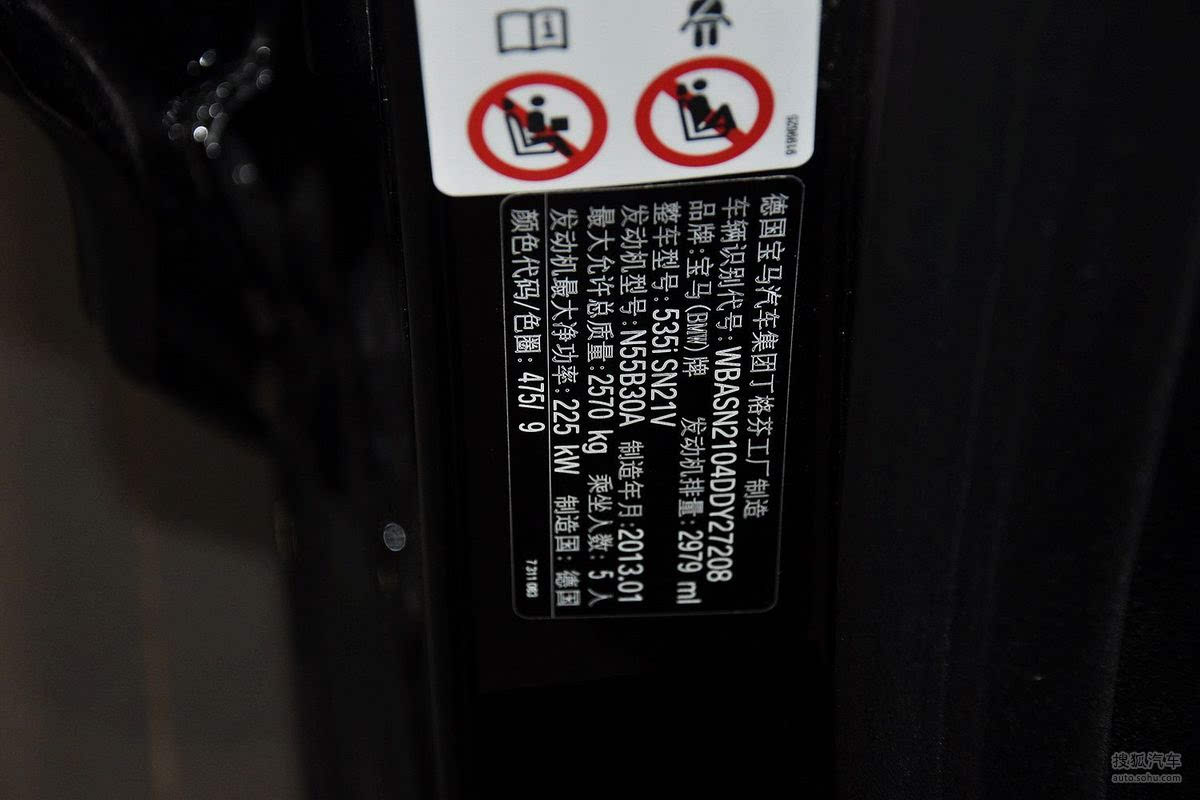 9190625
德国宝马汽车集团丁格芬工厂制造
车辆识别代号: WBASN2104DDY27208
品牌:宝马(BMW)牌 发动机排量:2979 ml
整车型号:535i SN21V
发动机型号:N55B30A 制造年月:2013.01
最大允许总质量:2570 kg 乘坐人数: 5 人
发动机最大净功率: 225 kW 制造国: 德国
颜色代码/色圈: 475/ 9
7 211 063
搜狐汽车
auto.sohu.com